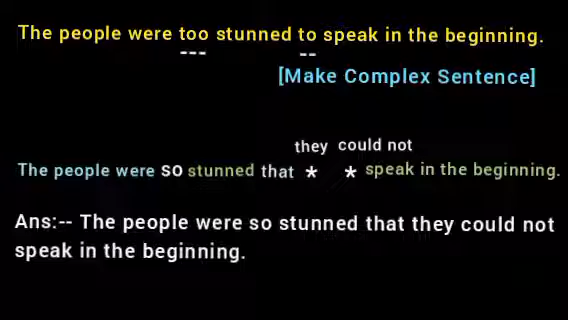 The people were too stunned to speak in the beginning.
--- --
[Make Complex Sentence]
they could not
The people were so stunned that * * speak in the beginning.
Ans:-- The people were so stunned that they could not
speak in the beginning.